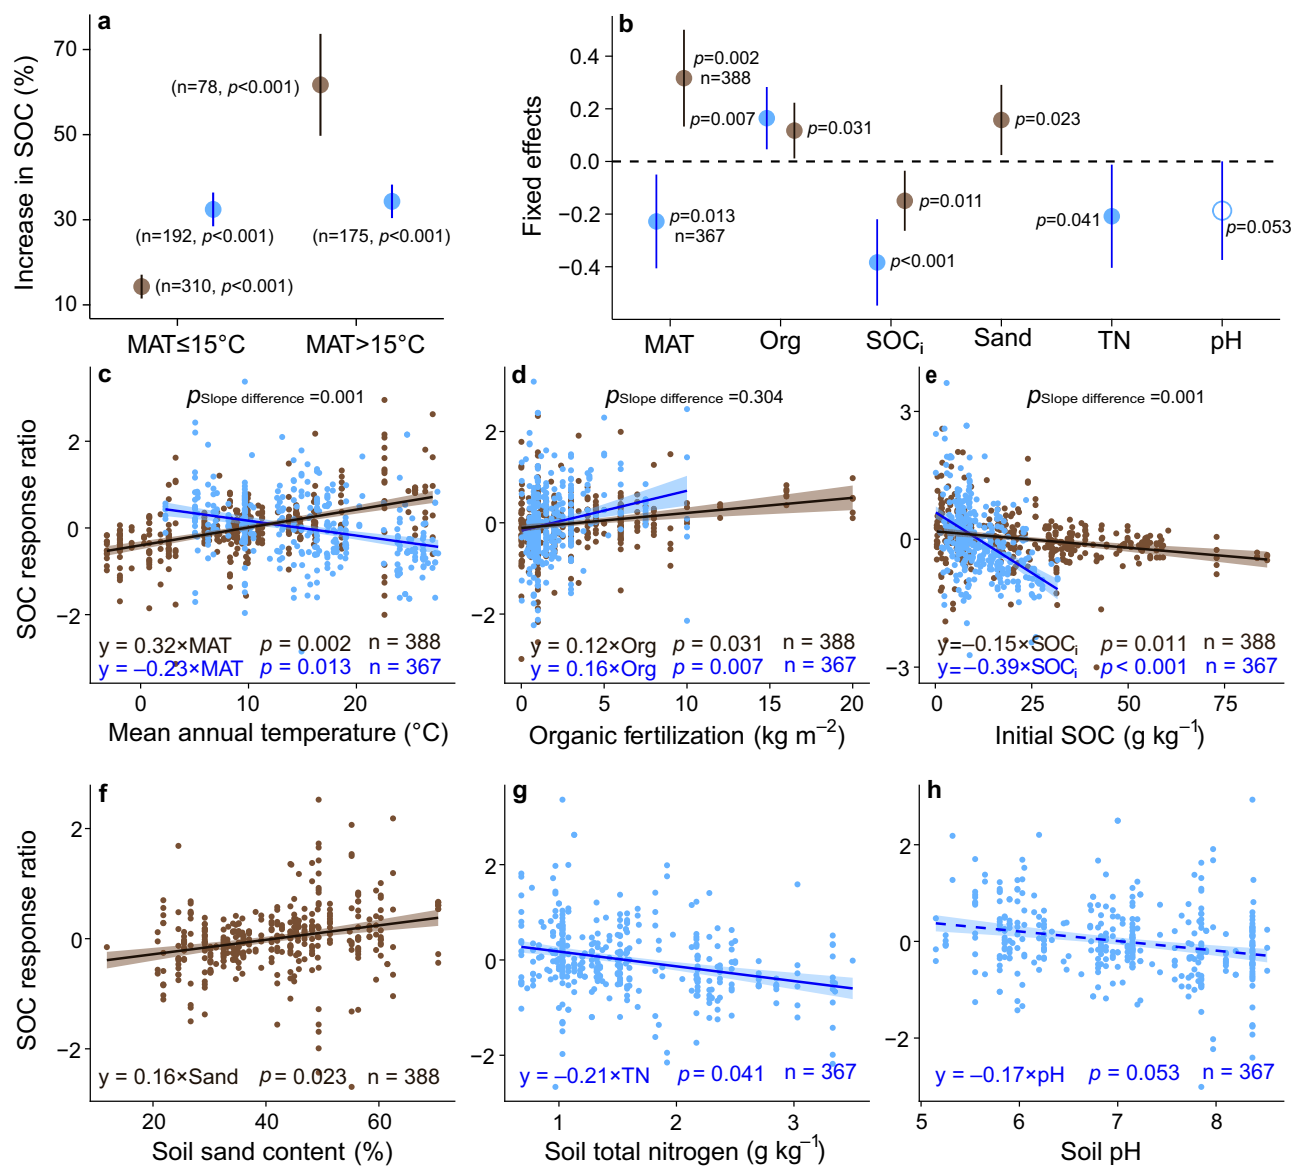 a
Increase in SOC (%)
70
50
30
10
(n=78, p<0.001)
(n=192, p<0.001)
(n=175, p<0.001)
(n=310, p<0.001)
MAT≤15°C
MAT>15°C
b
Fixed effects
0.4
0.2
0.0
−0.2
−0.4
p=0.002
n=388
p=0.007
p=0.031
p=0.023
p=0.013
n=367
p=0.011
p<0.001
p=0.041
p=0.053
MAT
Org
SOCi
Sand
TN
pH
c
pSlope difference =0.001
SOC response ratio
2
0
−2
y = 0.32×MAT p = 0.002 n = 388
y = −0.23×MAT p = 0.013 n = 367
0
10
20
Mean annual temperature (°C)
d
pSlope difference =0.304
2
0
−2
y = 0.12×Org p = 0.031 n = 388
y = 0.16×Org p = 0.007 n = 367
0
5
10
15
20
Organic fertilization (kg m−2)
e
pSlope difference =0.001
3
0
−3
y=−0.15×SOCi p = 0.011 n = 388
y=−0.39×SOCi p < 0.001 n = 367
0
25
50
75
Initial SOC (g kg−1)
f
SOC response ratio
2
0
−2
y = 0.16×Sand p = 0.023 n = 388
20
40
60
Soil sand content (%)
g
2
0
−2
y = −0.21×TN p = 0.041 n = 367
1
2
3
Soil total nitrogen (g kg−1)
h
2
0
−2
y = −0.17×pH p = 0.053 n = 367
5
6
7
8
Soil pH